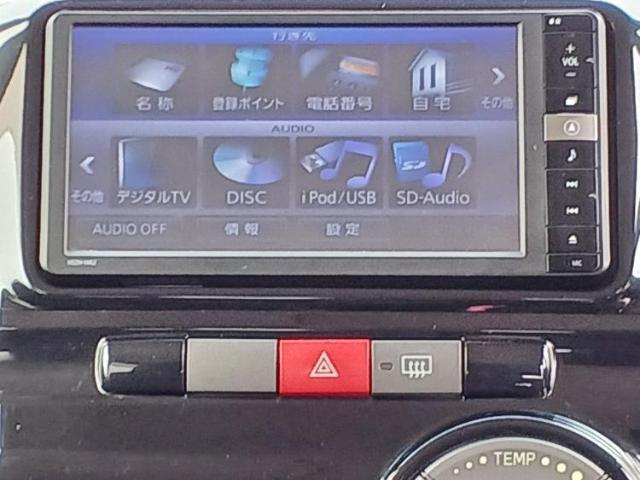 行き先
名称 登録ポイント 電話番号 自宅 その他
AUDIO
その他 デジタルTV DISC iPod/USB SD-Audio
AUDIO OFF 情報 設定
+
VOL
-
MIC
TEMP